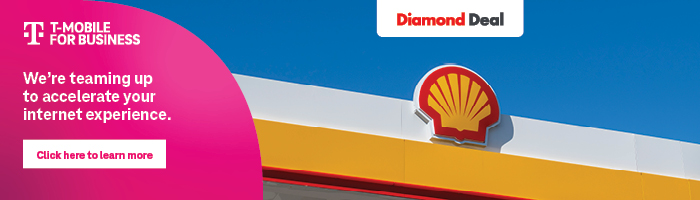 T-MOBILE
FOR BUSINESS
Diamond Deal
We're teaming up
to accelerate your
internet experience.
Click here to learn more